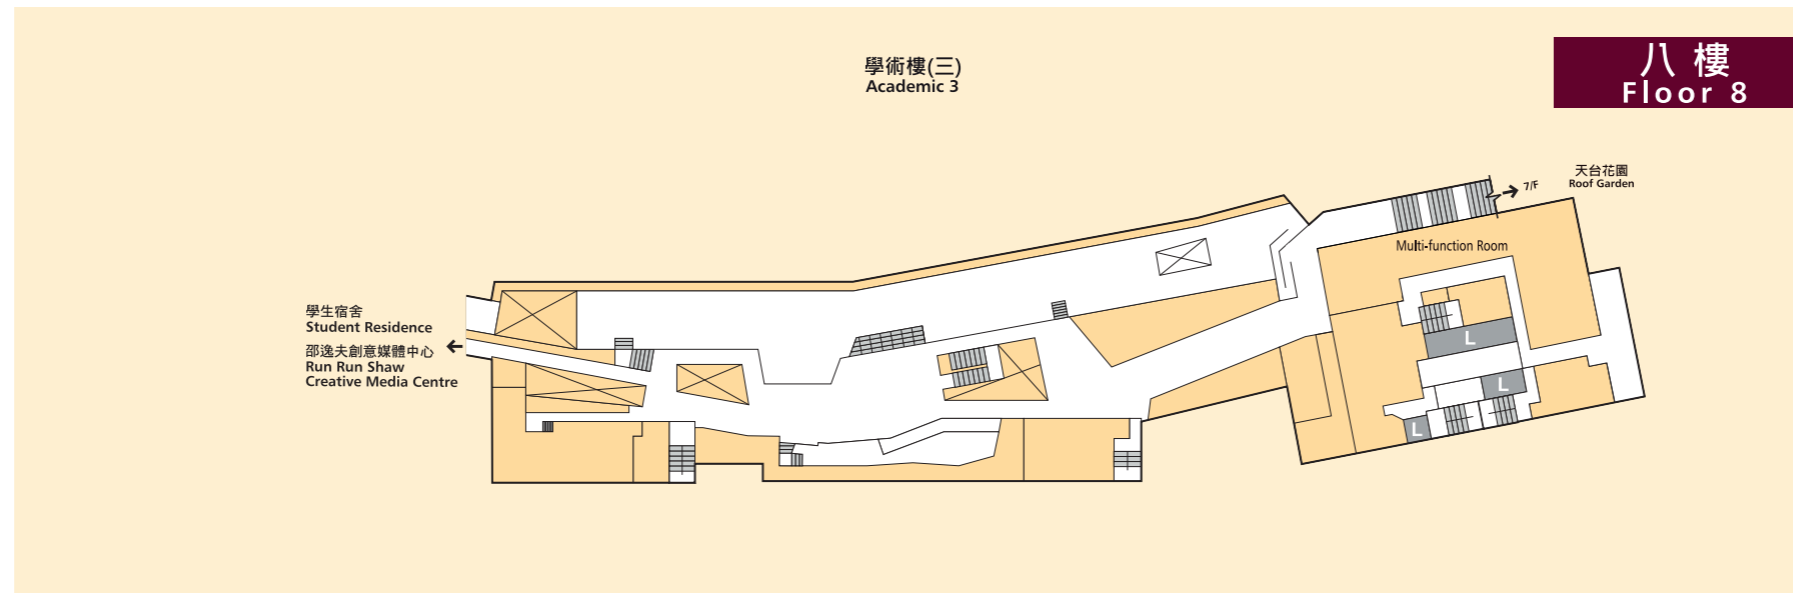 學術樓(三)
Academic 3
八樓
Floor 8
天台花園
Roof Garden
7/F
Multi-function Room
學生宿舍
Student Residence
邵逸夫創意媒體中心
Run Run Shaw
Creative Media Centre
L
L
L